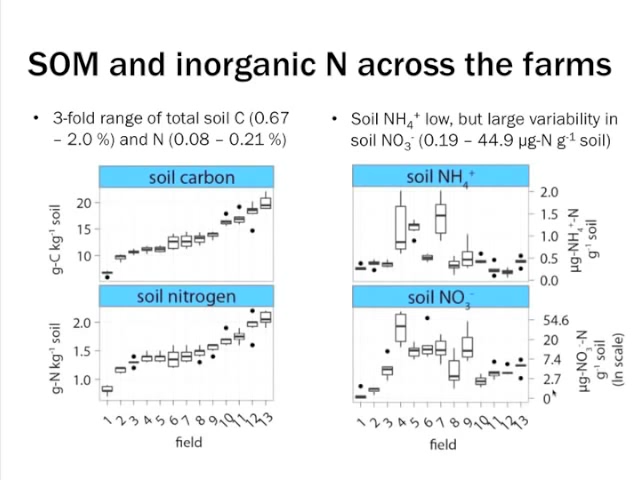 SOM and inorganic N across the farms
• 3-fold range of total soil C (0.67
– 2.0 %) and N (0.08 – 0.21 %)
• Soil NH₄⁺ low, but large variability in
soil NO₃⁻ (0.19 – 44.9 µg-N g⁻¹ soil)
soil carbon
g-C kg⁻¹ soil
20
15
10
soil nitrogen
g-N kg⁻¹ soil
2.0
1.5
1.0
1 2 3 4 5 6 7 8 9 10 11 12 13
field
soil NH₄⁺
2.0
1.5
1.0
0.5
0.0
µg-NH₄⁺-N
g⁻¹ soil
soil NO₃⁻
54.6
20
7.4
2.7
0
µg-NO₃⁻-N
g⁻¹ soil
(ln scale)
1 2 3 4 5 6 7 8 9 10 11 12 13
field